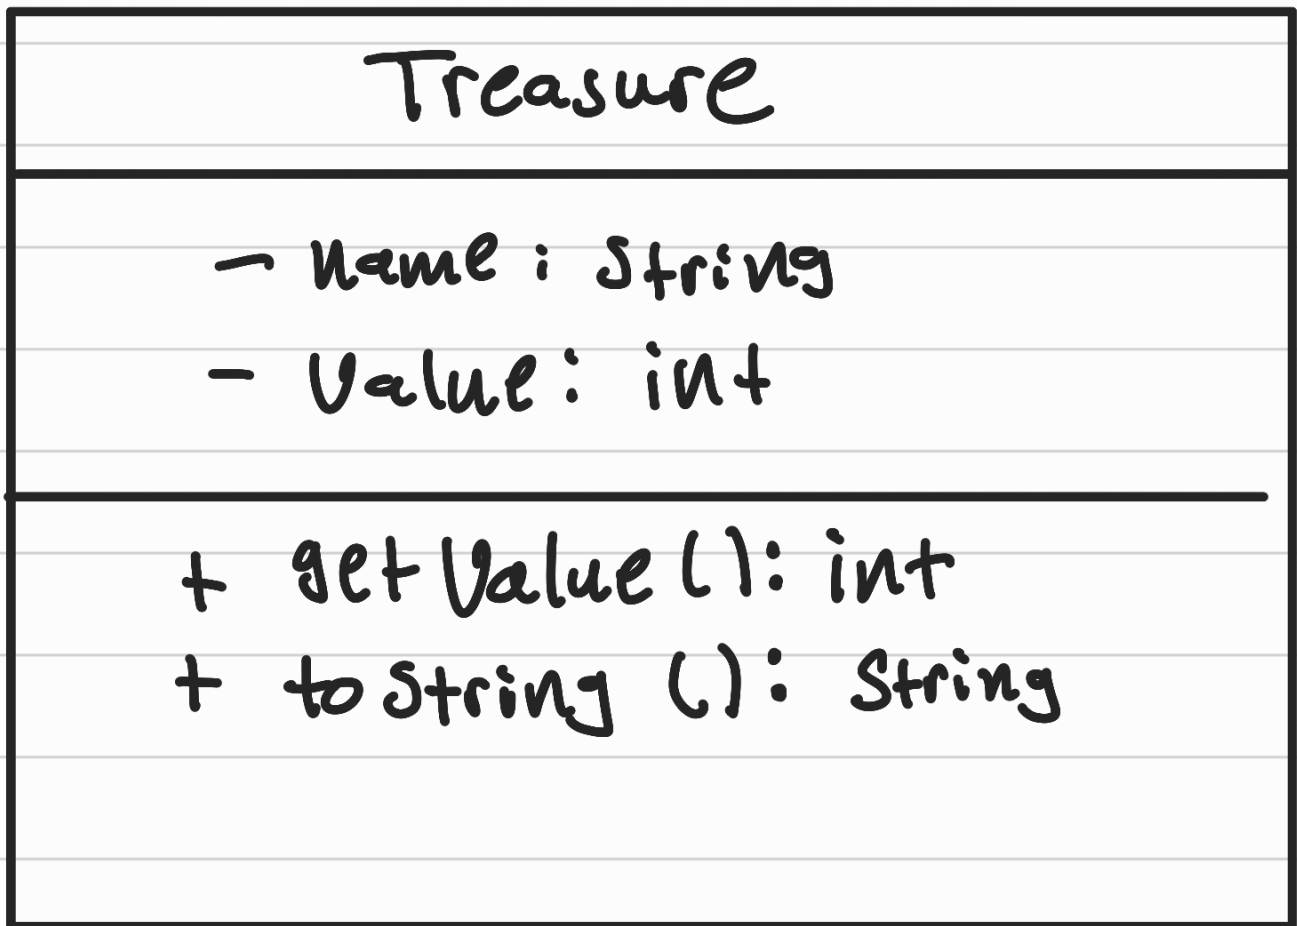 Treasure
- name: String
- value: int
+ getValue(): int
+ toString(): String